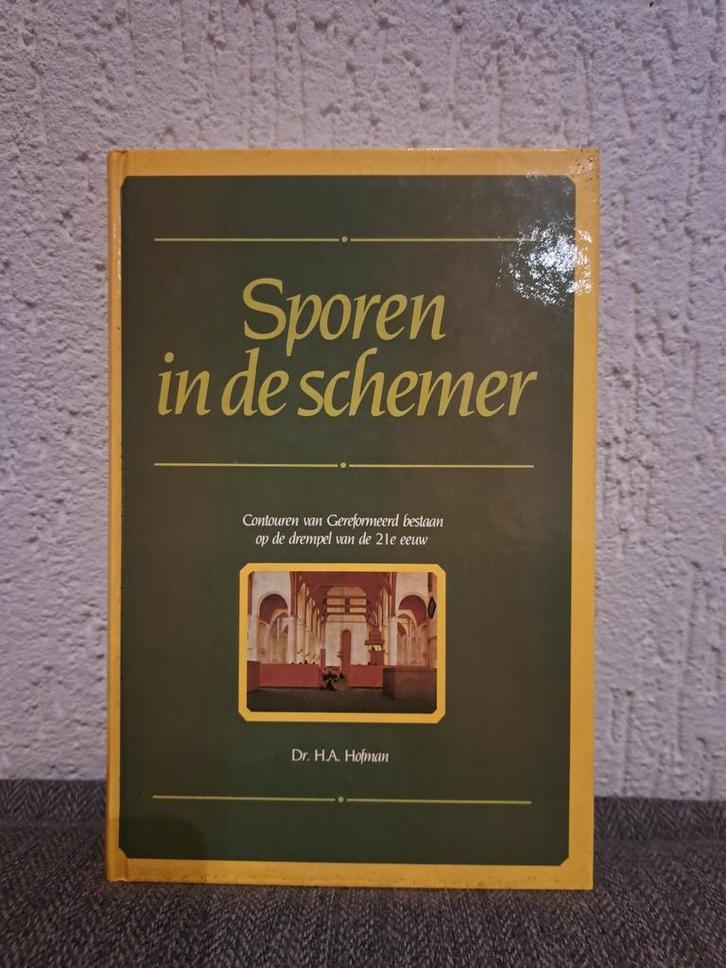 Sporen
in de schemer
Contouren van Gereformeerd bestaan
op de drempel van de 21e eeuw
Dr. H.A. Hofman